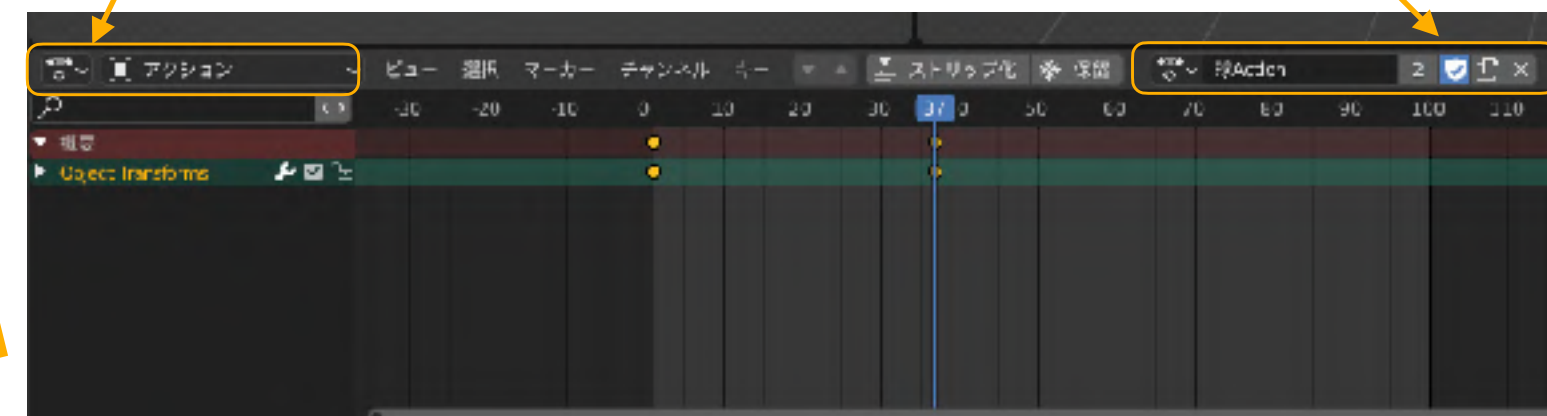 アクション ビュー 選択 マーカー チャンネル キー ストリップ化 保留 Action 2
-30 -20 -10 0 10 20 30 37 0 50 60 70 80 90 100 110
概要
Object Transforms